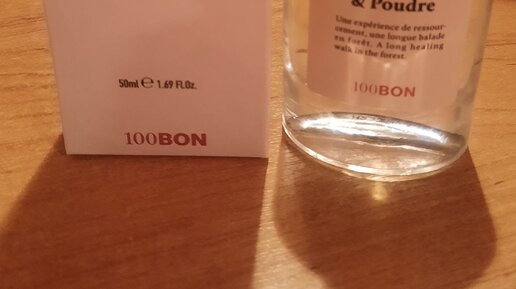 50ml ℮ 1.69 FL.Oz.
100BON
& Poudre
Une expérience de ressour-
cement, une longue balade
en forêt. A long healing
walk in the forest.
100BON